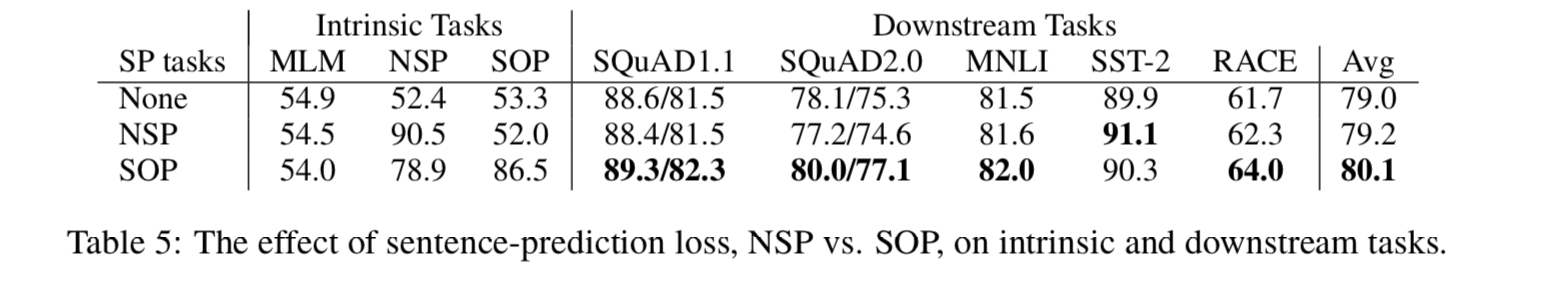 Intrinsic Tasks Downstream Tasks
SP tasks MLM NSP SOP SQuAD1.1 SQuAD2.0 MNLI SST-2 RACE Avg
None 54.9 52.4 53.3 88.6/81.5 78.1/75.3 81.5 89.9 61.7 79.0
NSP 54.5 90.5 52.0 88.4/81.5 77.2/74.6 81.6 91.1 62.3 79.2
SOP 54.0 78.9 86.5 89.3/82.3 80.0/77.1 82.0 90.3 64.0 80.1
Table 5: The effect of sentence-prediction loss, NSP vs. SOP, on intrinsic and downstream tasks.